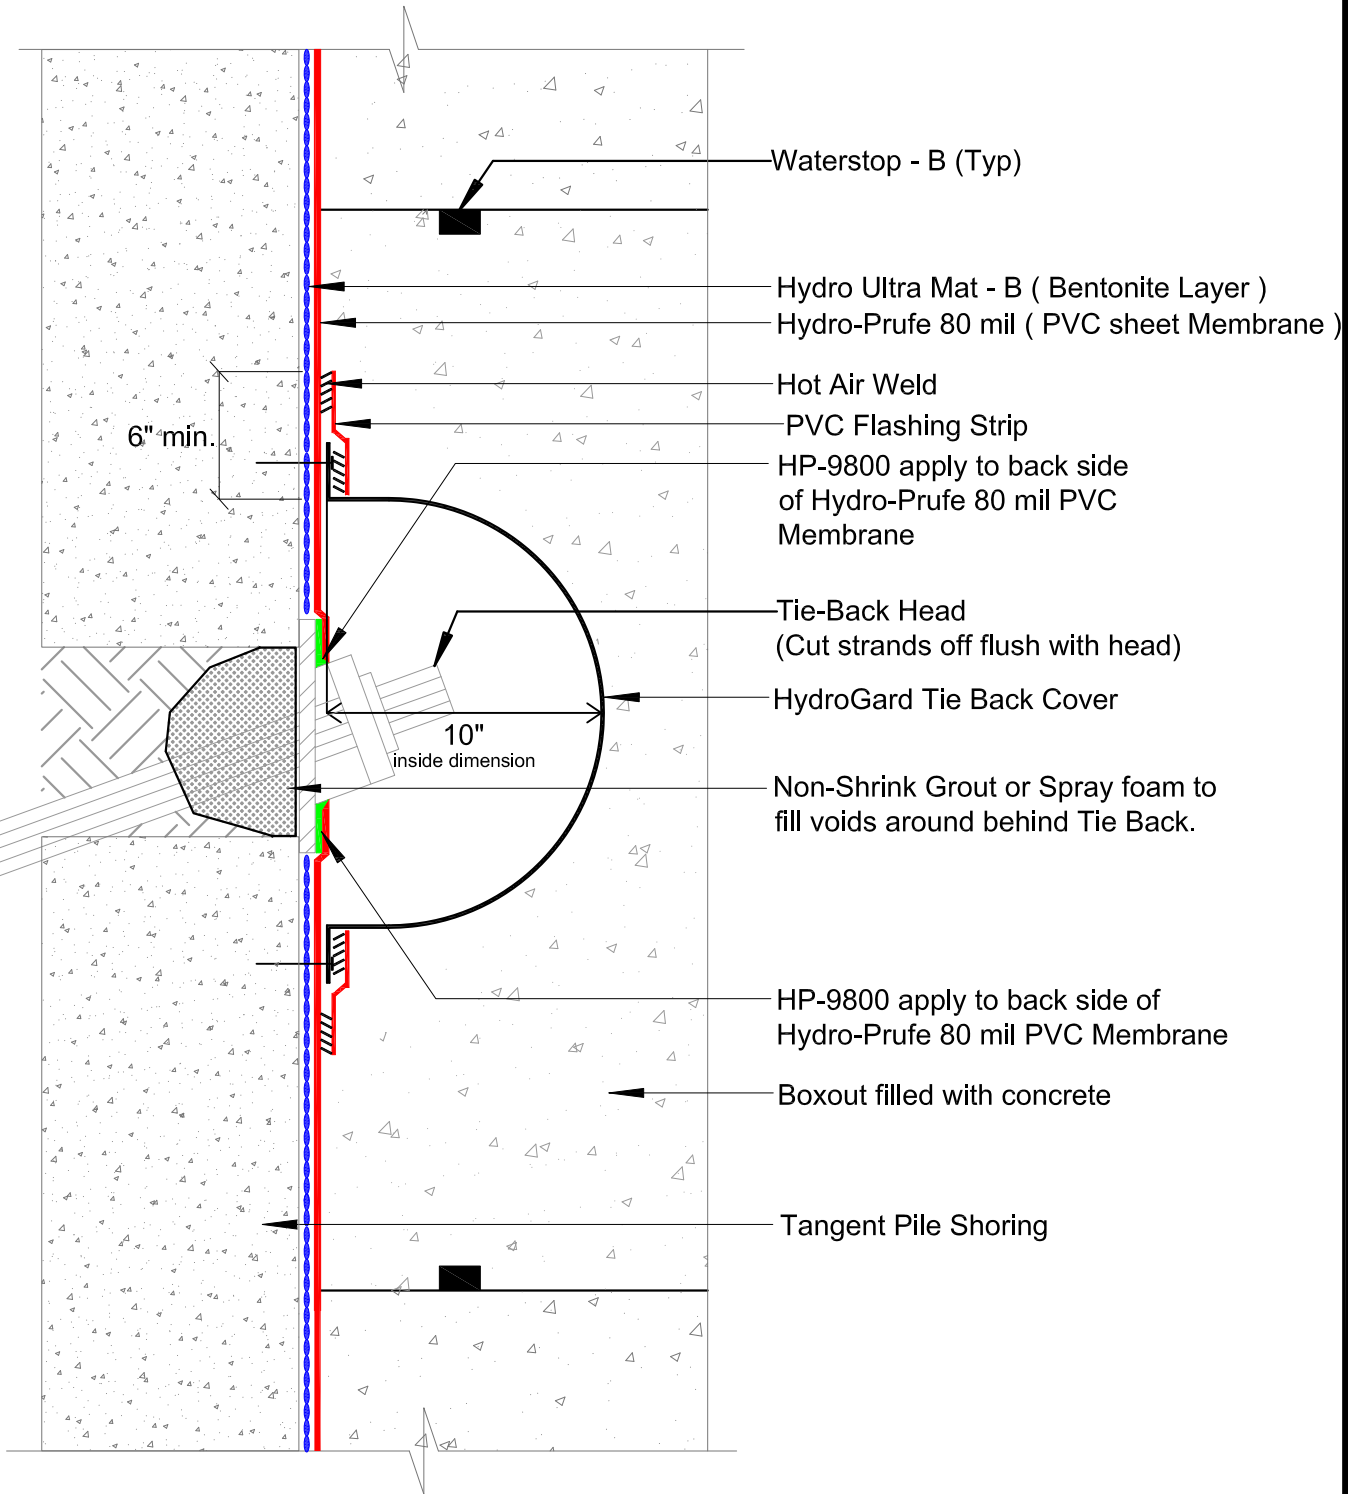 Waterstop - B (Typ)
Hydro Ultra Mat - B ( Bentonite Layer )
Hydro-Prufe 80 mil ( PVC sheet Membrane )
Hot Air Weld
PVC Flashing Strip
6" min.
HP-9800 apply to back side
of Hydro-Prufe 80 mil PVC
Membrane
Tie-Back Head
(Cut strands off flush with head)
HydroGard Tie Back Cover
10"
inside dimension
Non-Shrink Grout or Spray foam to
fill voids around behind Tie Back.
HP-9800 apply to back side of
Hydro-Prufe 80 mil PVC Membrane
Boxout filled with concrete
Tangent Pile Shoring